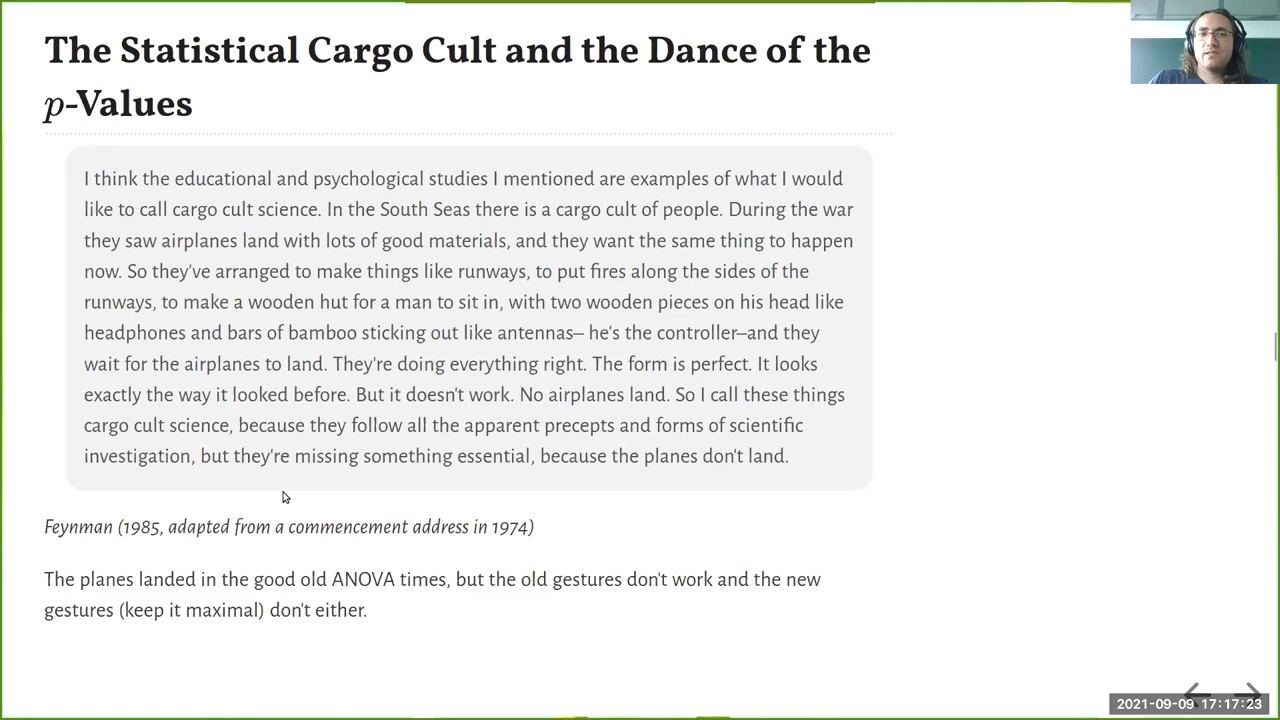 The Statistical Cargo Cult and the Dance of the
p-Values
I think the educational and psychological studies I mentioned are examples of what I would
like to call cargo cult science. In the South Seas there is a cargo cult of people. During the war
they saw airplanes land with lots of good materials, and they want the same thing to happen
now. So they've arranged to make things like runways, to put fires along the sides of the
runways, to make a wooden hut for a man to sit in, with two wooden pieces on his head like
headphones and bars of bamboo sticking out like antennas– he's the controller–and they
wait for the airplanes to land. They're doing everything right. The form is perfect. It looks
exactly the way it looked before. But it doesn't work. No airplanes land. So I call these things
cargo cult science, because they follow all the apparent precepts and forms of scientific
investigation, but they're missing something essential, because the planes don't land.
Feynman (1985, adapted from a commencement address in 1974)
The planes landed in the good old ANOVA times, but the old gestures don't work and the new
gestures (keep it maximal) don't either.
2021-09-09 17:17:23